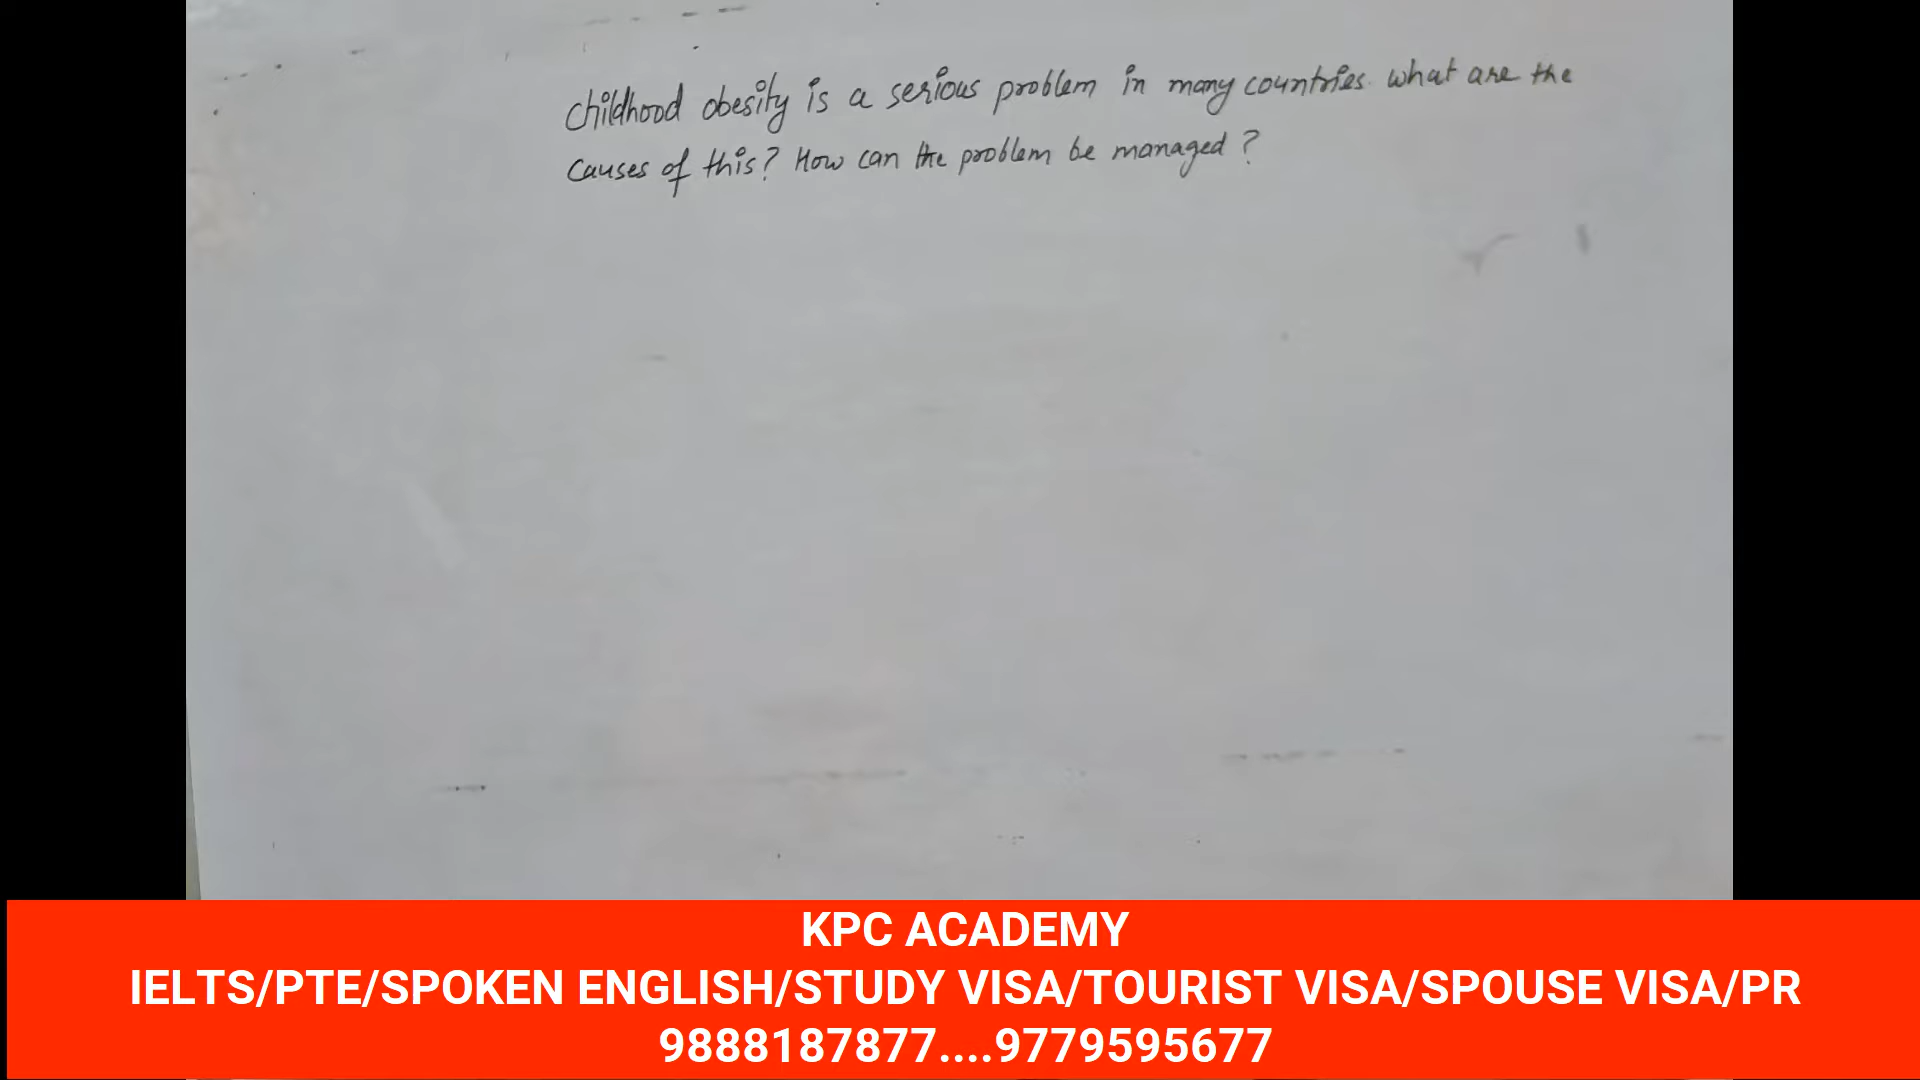 childhood obesity is a serious problem in many countries. what are the
causes of this? How can the problem be managed?
KPC ACADEMY
IELTS/PTE/SPOKEN ENGLISH/STUDY VISA/TOURIST VISA/SPOUSE VISA/PR
9888187877....9779595677